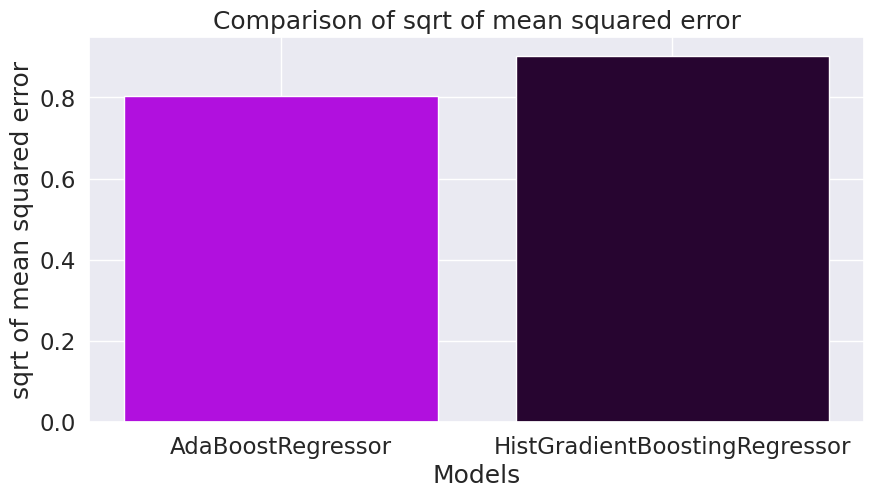 Comparison of sqrt of mean squared error
sqrt of mean squared error
0.8
0.6
0.4
0.2
0.0
AdaBoostRegressor
HistGradientBoostingRegressor
Models